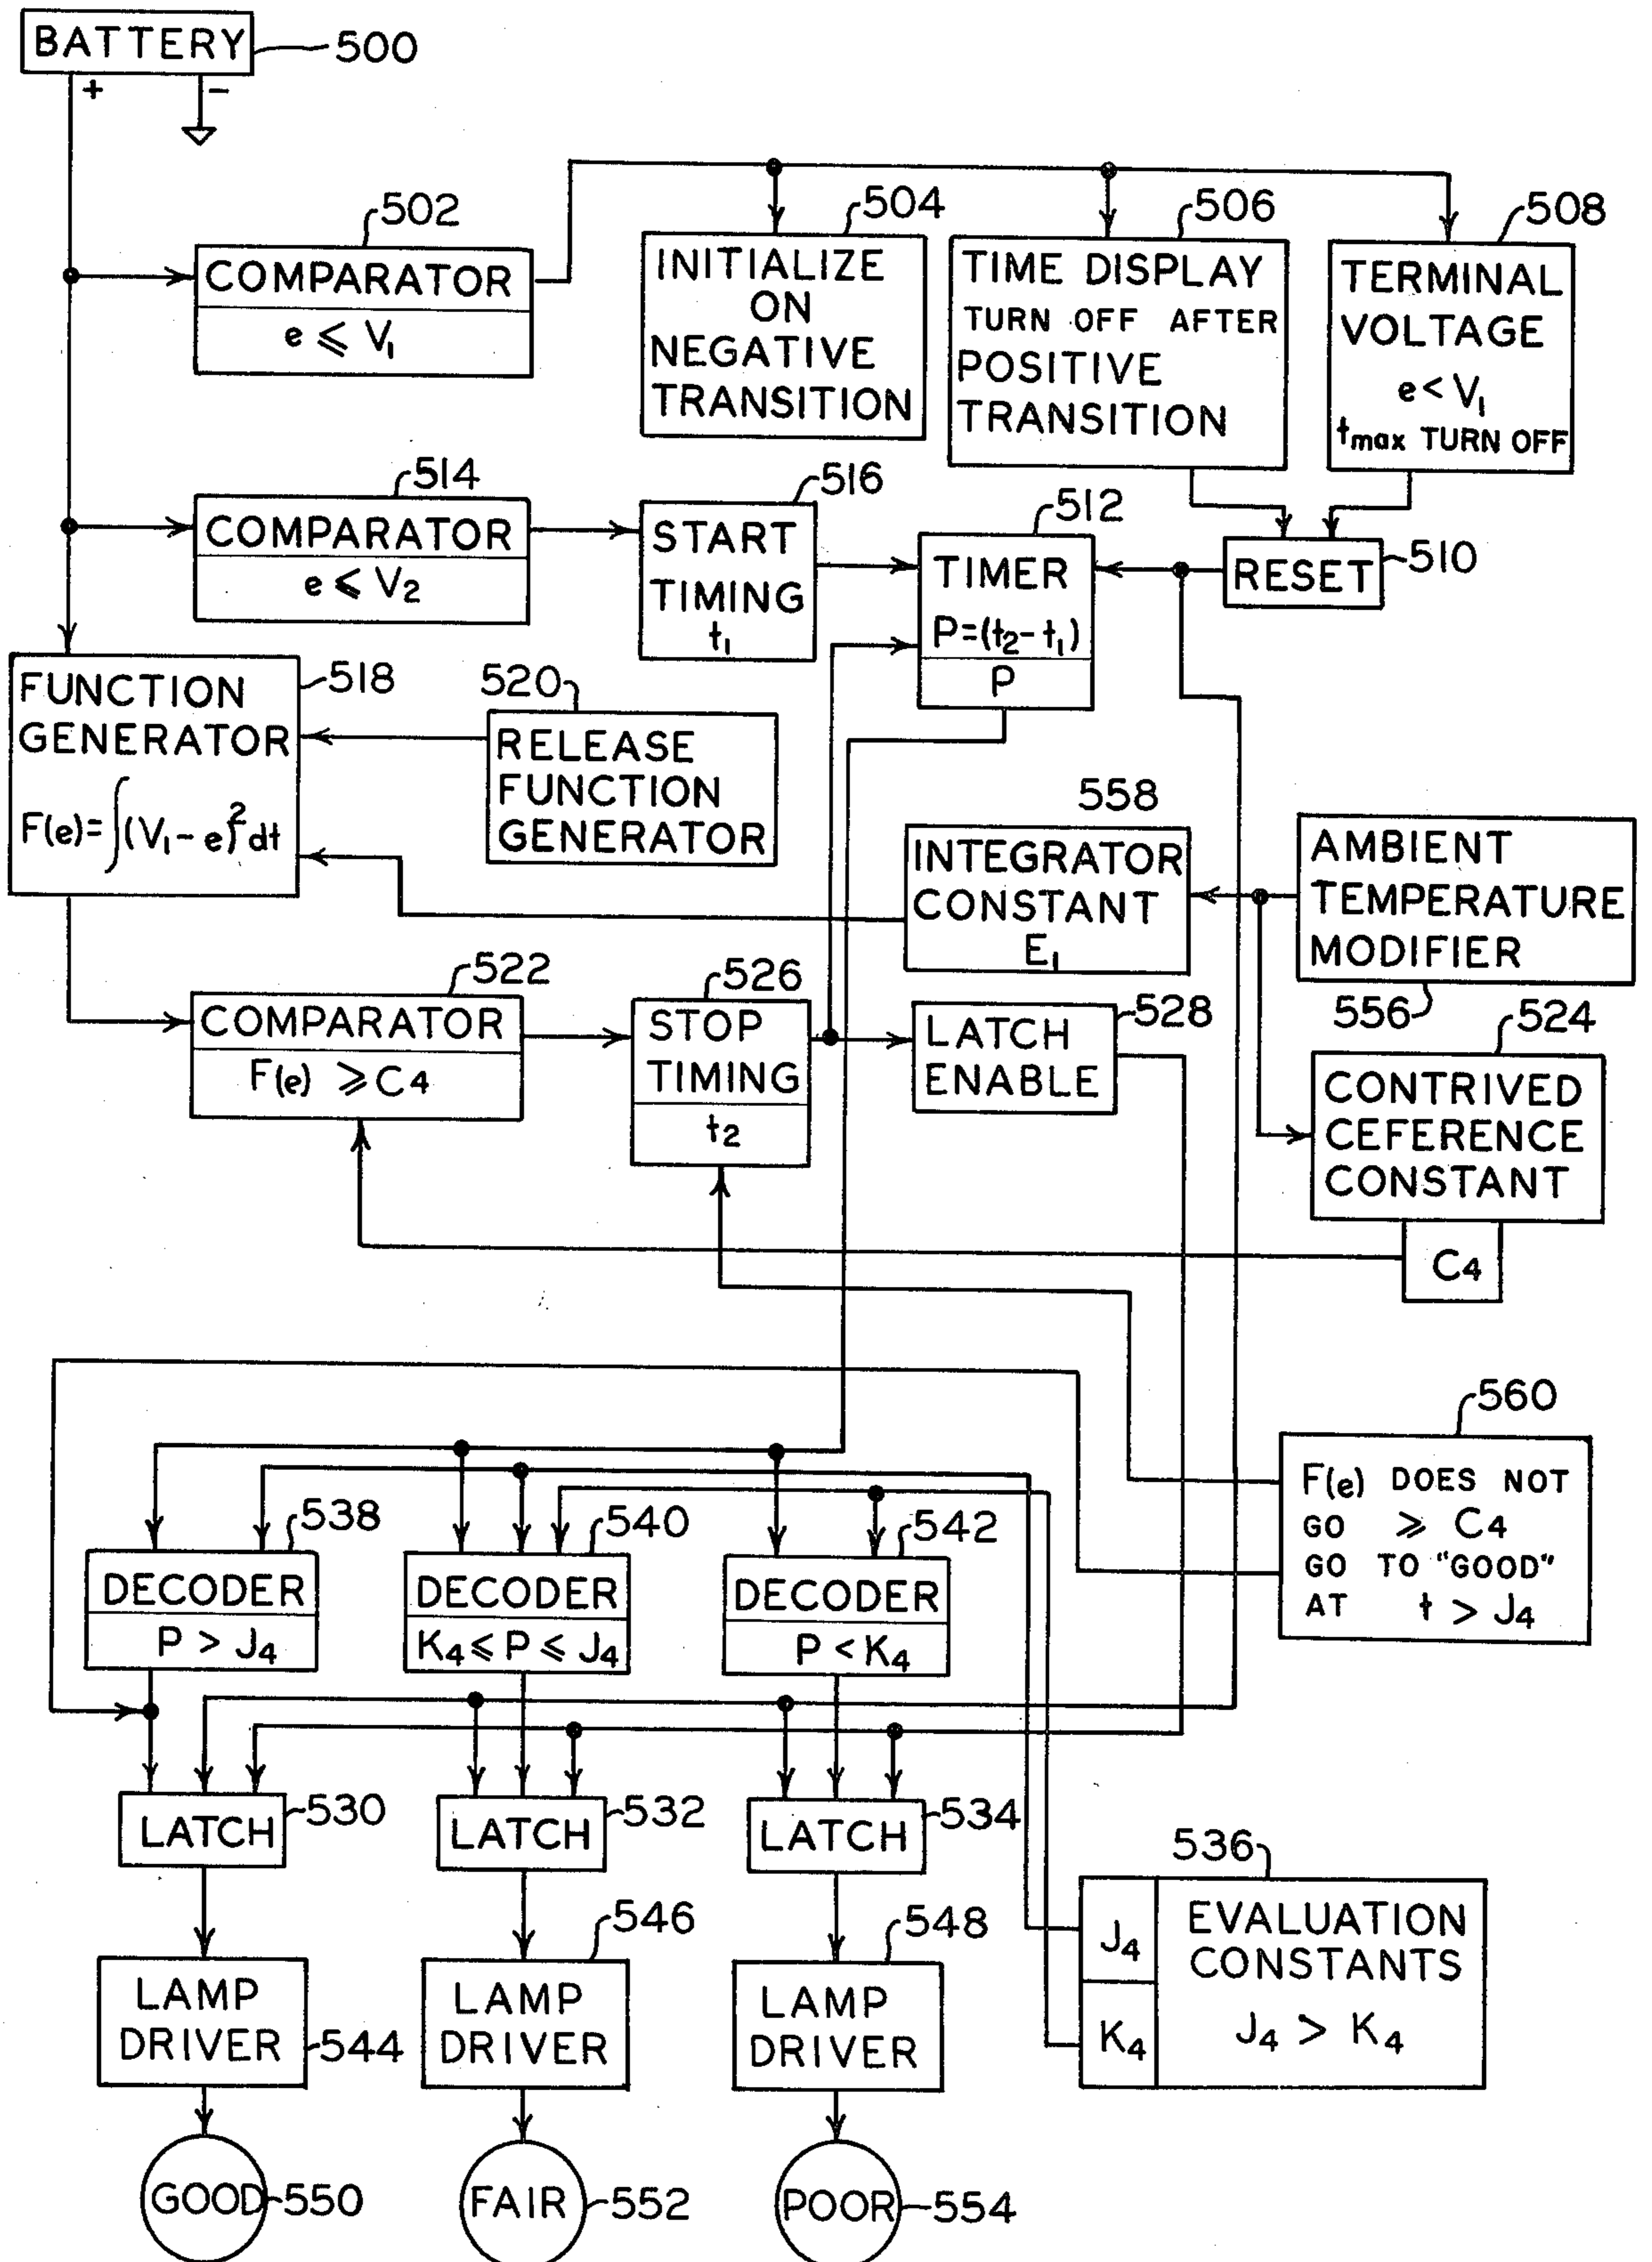 BATTERY
500
+
−
502
COMPARATOR
e ⩽ V₁
504
INITIALIZE
ON
NEGATIVE
TRANSITION
506
TIME DISPLAY
TURN OFF AFTER
POSITIVE
TRANSITION
508
TERMINAL
VOLTAGE
e < V₁
tmax TURN OFF
514
COMPARATOR
e ⩽ V₂
516
START
TIMING
t₁
512
TIMER
P=(t₂-t₁)
P
RESET
510
FUNCTION
GENERATOR
F(e)=∫(V₁-e)²dt
518
520
RELEASE
FUNCTION
GENERATOR
558
INTEGRATOR
CONSTANT
E₁
AMBIENT
TEMPERATURE
MODIFIER
556
522
COMPARATOR
F(e) ⩾ C4
526
STOP
TIMING
t₂
528
LATCH
ENABLE
524
CONTRIVED
CEFERENCE
CONSTANT
C4
560
F(e) DOES NOT
GO ⩾ C4
GO TO "GOOD"
AT t > J4
538
DECODER
P > J4
540
DECODER
K4 ⩽ P ⩽ J4
542
DECODER
P < K4
LATCH
530
LATCH
532
LATCH
534
536
J4
K4
EVALUATION
CONSTANTS
J4 > K4
LAMP
DRIVER
544
546
LAMP
DRIVER
548
LAMP
DRIVER
GOOD
550
FAIR
552
POOR
554